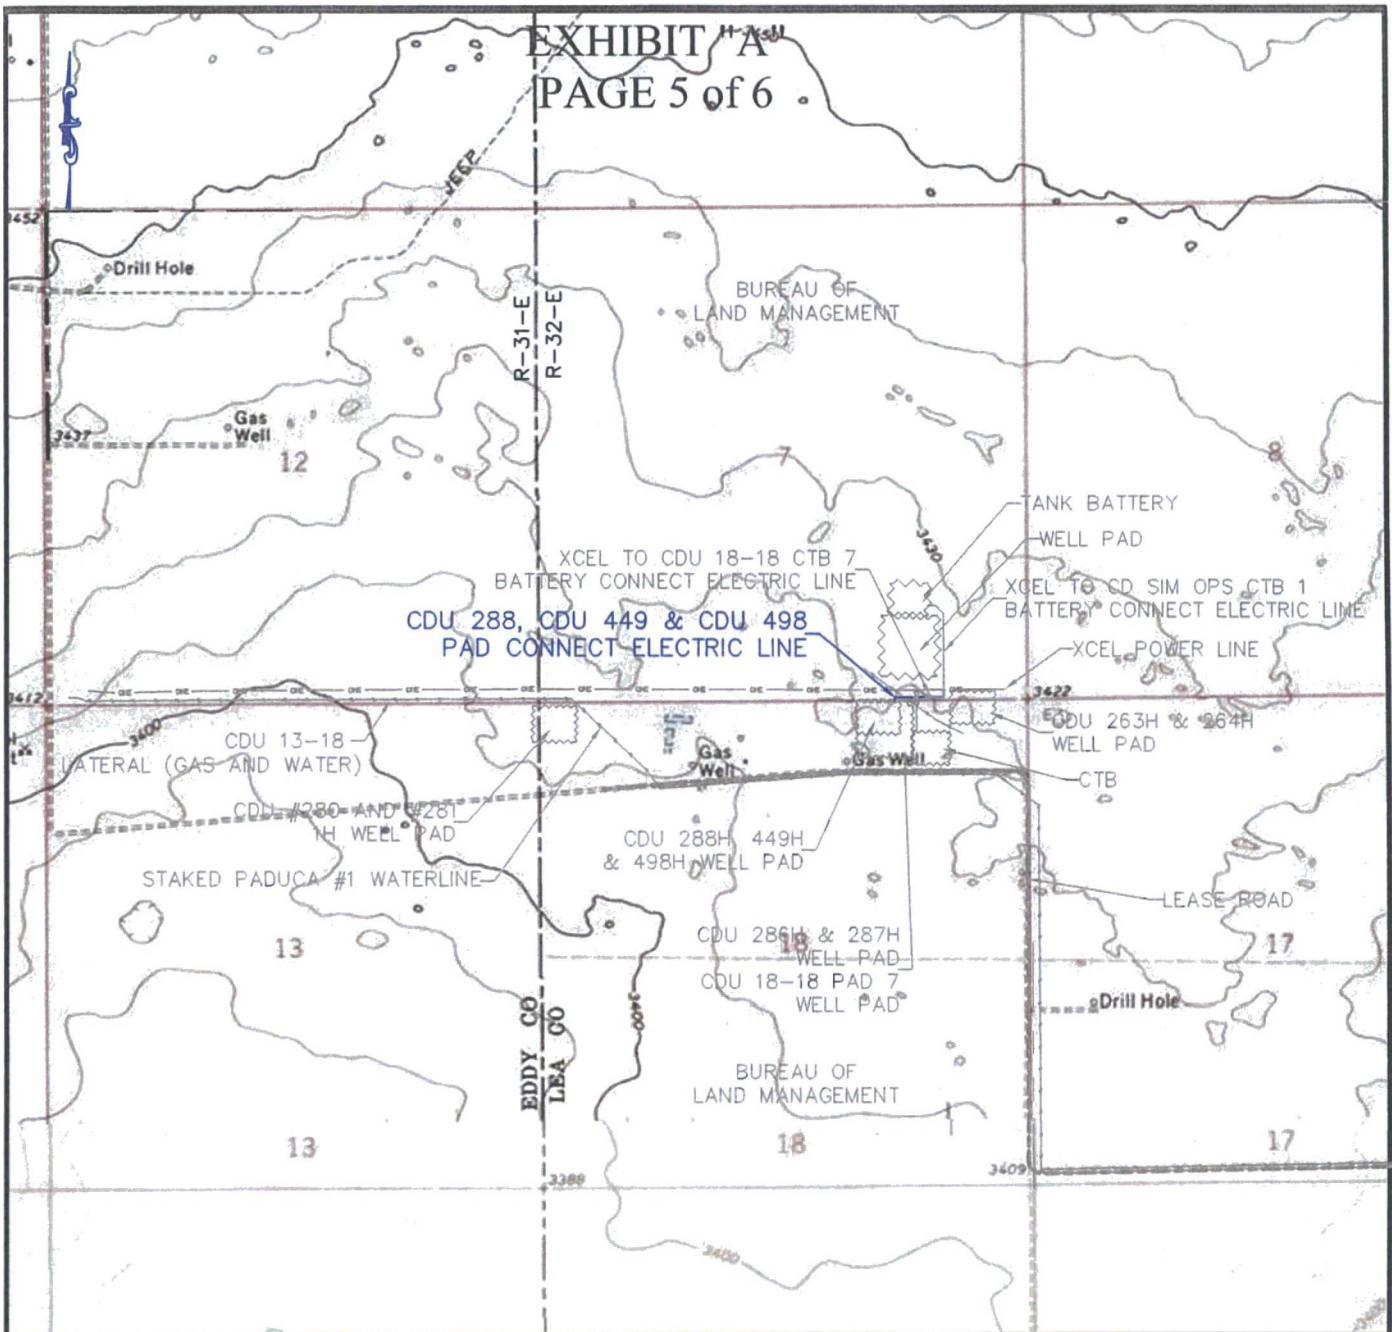 EXHIBIT "A"
PAGE 5 of 6
JEEP
3452
Drill Hole
BUREAU OF
LAND MANAGEMENT
R-31-E
R-32-E
Gas
Well
3437
12
7
8
TANK BATTERY
3430
WELL PAD
XCEL TO CDU 18-18 CTB 7
BATTERY CONNECT ELECTRIC LINE
XCEL TO CD SIM OPS CTB 1
BATTERY CONNECT ELECTRIC LINE
CDU 288, CDU 449 & CDU 498
PAD CONNECT ELECTRIC LINE
XCEL POWER LINE
3412
3422
3400
CDU 13-18
LATERAL (GAS AND WATER)
CDU 263H & 264H
WELL PAD
Gas
Well
Gas Well
CTB
CDU #280 AND #281
1H WELL PAD
CDU 288H, 449H
& 498H WELL PAD
STAKED PADUCA #1 WATERLINE
LEASE ROAD
CDU 286H & 287H
WELL PAD
13
18
17
CDU 18-18 PAD 7
WELL PAD
3400
Drill Hole
EDDY CO
LEA CO
BUREAU OF
LAND MANAGEMENT
13
18
17
3409
3388
3400